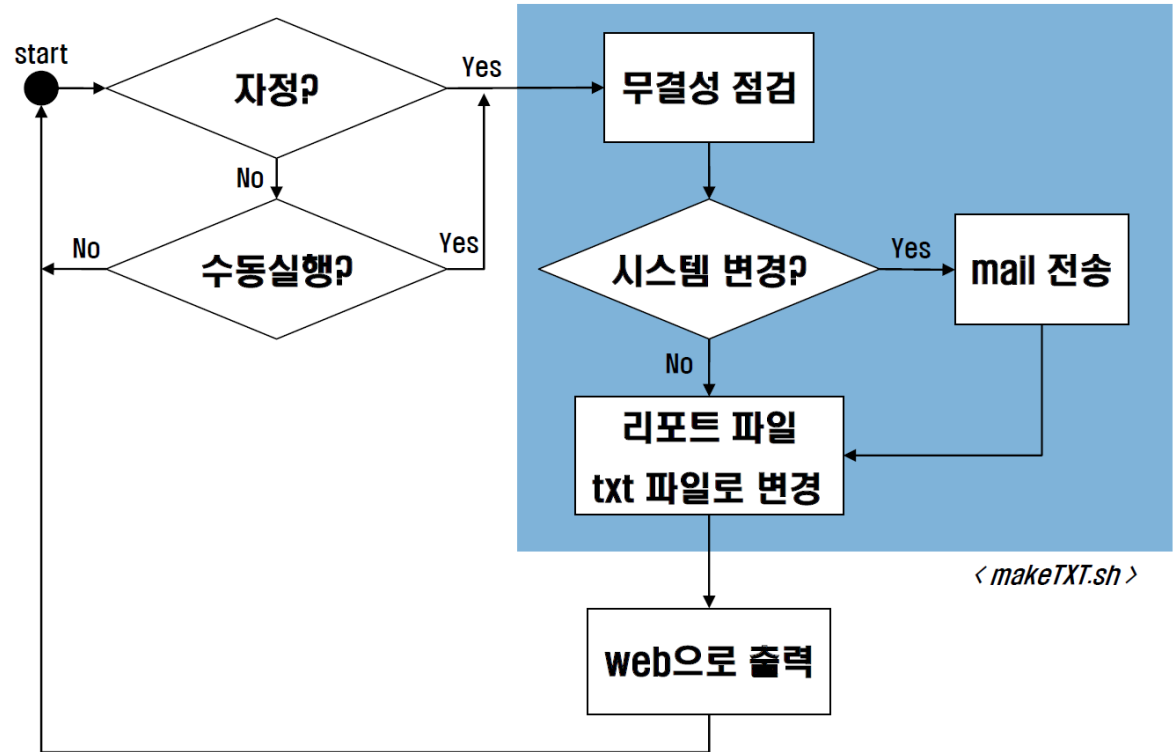 start
자정?
Yes
무결성 점검
No
No
수동실행?
Yes
시스템 변경?
Yes
mail 전송
No
리포트 파일
txt 파일로 변경
< makeTXT.sh >
web으로 출력